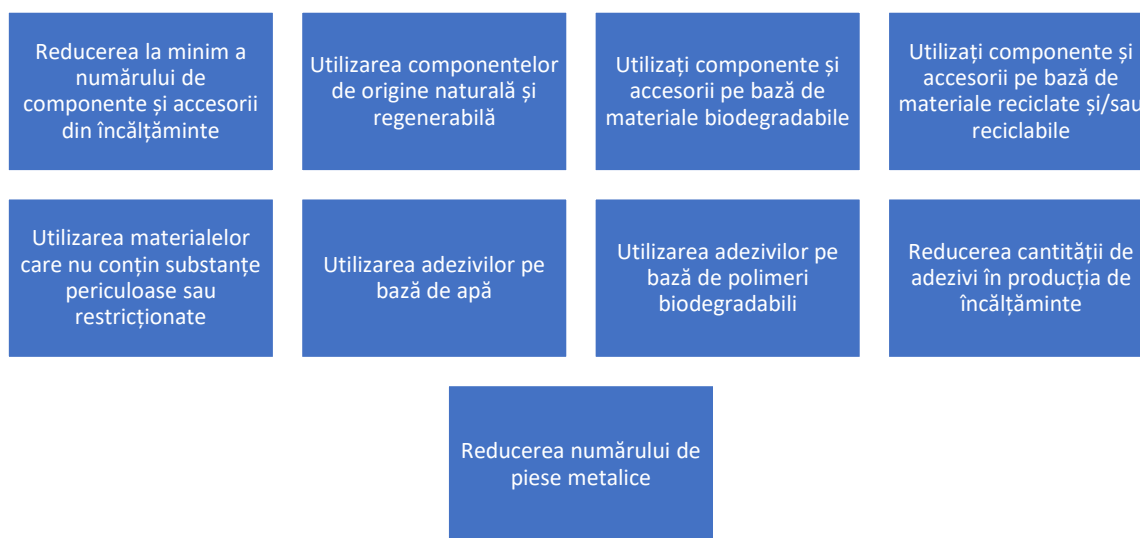 Reducerea la minim a
numărului de
componente și accesorii
din încălțăminte
Utilizarea componentelor
de origine naturală și
regenerabilă
Utilizați componente și
accesorii pe bază de
materiale biodegradabile
Utilizați componente și
accesorii pe bază de
materiale reciclate și/sau
reciclabile
Utilizarea materialelor
care nu conțin substanțe
periculoase sau
restricționate
Utilizarea adezivilor pe
bază de apă
Utilizarea adezivilor pe
bază de polimeri
biodegradabili
Reducerea cantității de
adezivi în producția de
încălțăminte
Reducerea numărului de
piese metalice